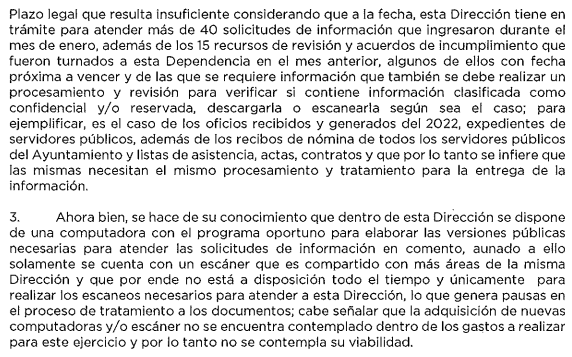 Plazo legal que resulta insuficiente considerando que a la fecha, esta Dirección tiene en
trámite para atender más de 40 solicitudes de información que ingresaron durante el
mes de enero, además de los 15 recursos de revisión y acuerdos de incumplimiento que
fueron turnados a esta Dependencia en el mes anterior, algunos de ellos con fecha
próxima a vencer y de las que se requiere información que también se debe realizar un
procesamiento y revisión para verificar si contiene información clasificada como
confidencial y/o reservada, descargarla o escanearla según sea el caso; para
ejemplificar, es el caso de los oficios recibidos y generados del 2022, expedientes de
servidores públicos, además de los recibos de nómina de todos los servidores públicos
del Ayuntamiento y listas de asistencia, actas, contratos y que por lo tanto se infiere que
las mismas necesitan el mismo procesamiento y tratamiento para la entrega de la
información.
3. Ahora bien, se hace de su conocimiento que dentro de esta Dirección se dispone
de una computadora con el programa oportuno para elaborar las versiones públicas
necesarias para atender las solicitudes de información en comento, aunado a ello
solamente se cuenta con un escáner que es compartido con más áreas de la misma
Dirección y que por ende no está a disposición todo el tiempo y únicamente para
realizar los escaneos necesarios para atender a esta Dirección, lo que genera pausas en
el proceso de tratamiento a los documentos; cabe señalar que la adquisición de nuevas
computadoras y/o escáner no se encuentra contemplado dentro de los gastos a realizar
para este ejercicio y por lo tanto no se contempla su viabilidad.